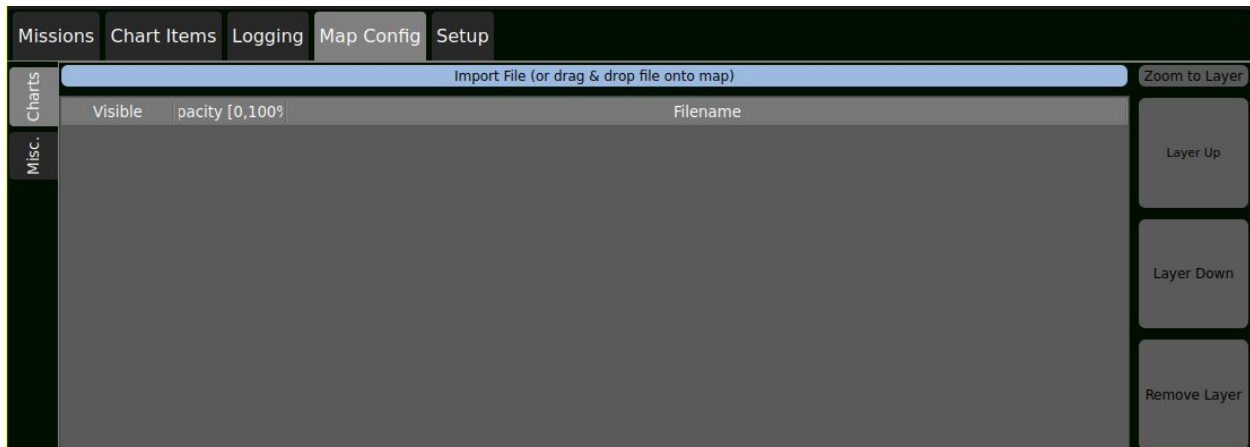 Missions Chart Items Logging Map Config Setup
Charts
Misc.
Import File (or drag & drop file onto map)
Zoom to Layer
Visible pacity [0,100% Filename
Layer Up
Layer Down
Remove Layer